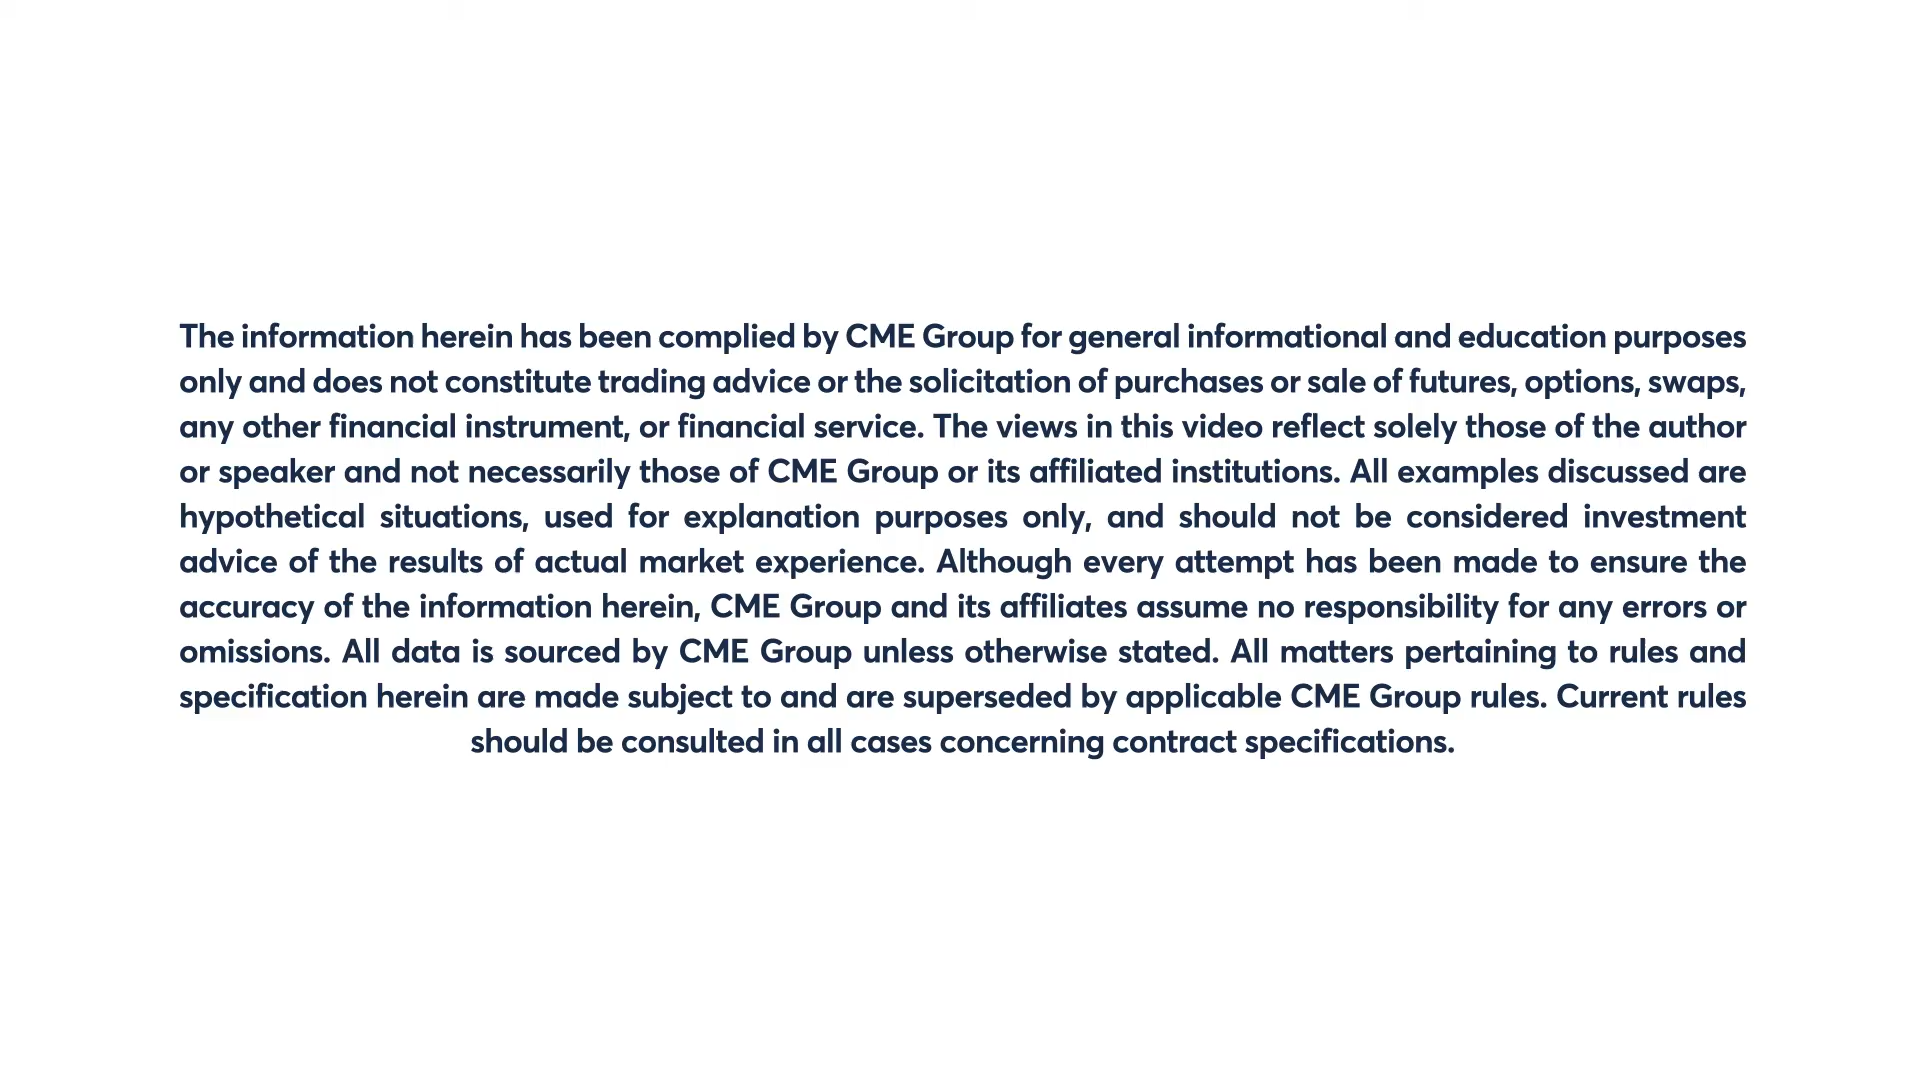 The information herein has been complied by CME Group for general informational and education purposes
only and does not constitute trading advice or the solicitation of purchases or sale of futures, options, swaps,
any other financial instrument, or financial service. The views in this video reflect solely those of the author
or speaker and not necessarily those of CME Group or its affiliated institutions. All examples discussed are
hypothetical situations, used for explanation purposes only, and should not be considered investment
advice of the results of actual market experience. Although every attempt has been made to ensure the
accuracy of the information herein, CME Group and its affiliates assume no responsibility for any errors or
omissions. All data is sourced by CME Group unless otherwise stated. All matters pertaining to rules and
specification herein are made subject to and are superseded by applicable CME Group rules. Current rules
should be consulted in all cases concerning contract specifications.